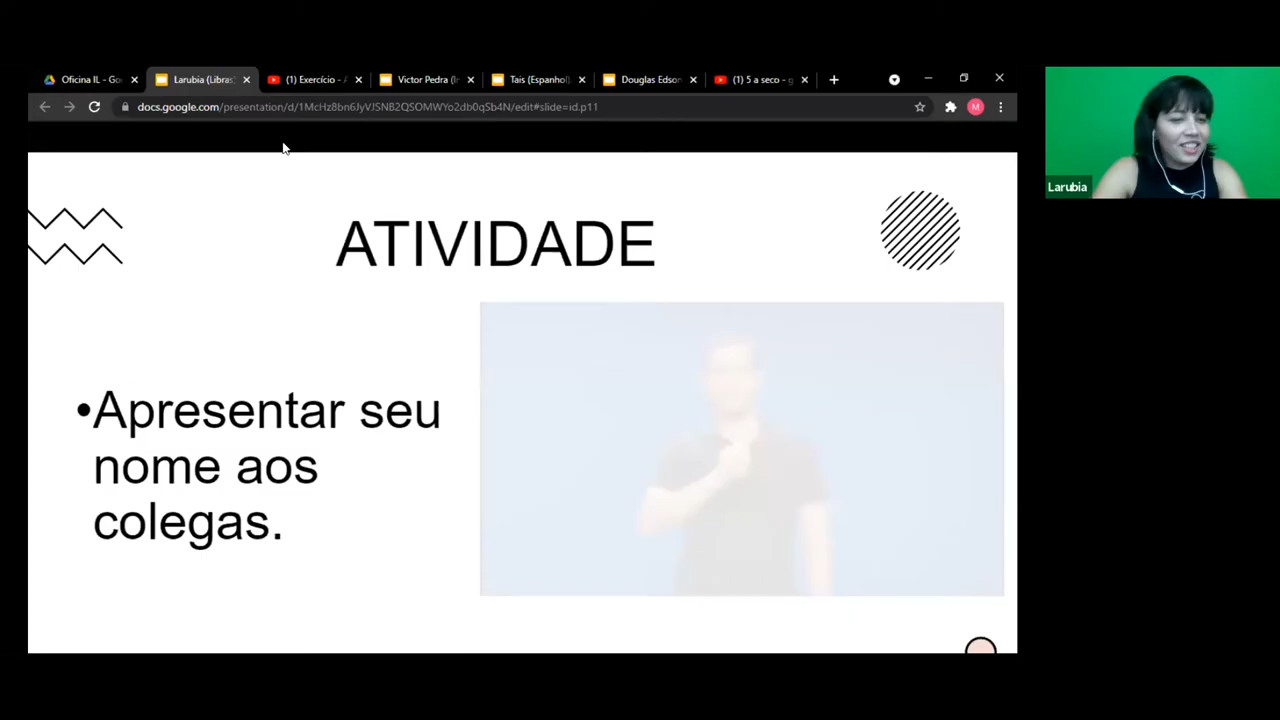 Oficina IL - Go
Larubia (Libras
(1) Exercício - A
Victor Pedra (In
Tais (Espanhol)
Douglas Edson
(1) 5 a seco - g
docs.google.com/presentation/d/1McHz8bn6JyVJSNB2QSOMWYo2db0qSb4N/edit#slide=id.p11
M
Larubia
ATIVIDADE
•Apresentar seu
nome aos
colegas.